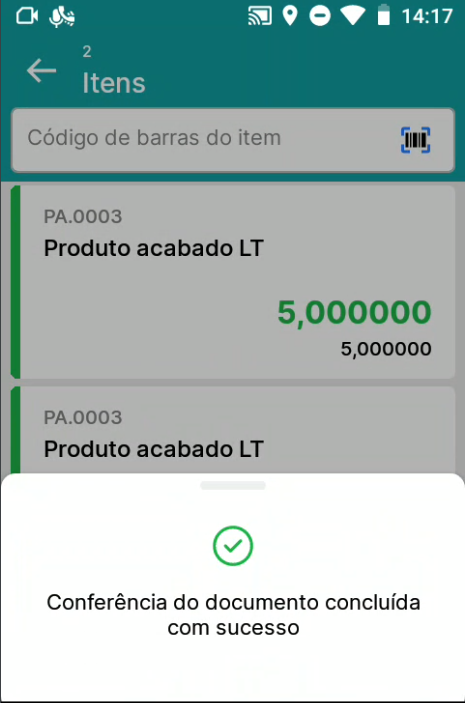 14:17
2
Itens
Código de barras do item
PA.0003
Produto acabado LT
5,000000
5,000000
PA.0003
Produto acabado LT
Conferência do documento concluída
com sucesso